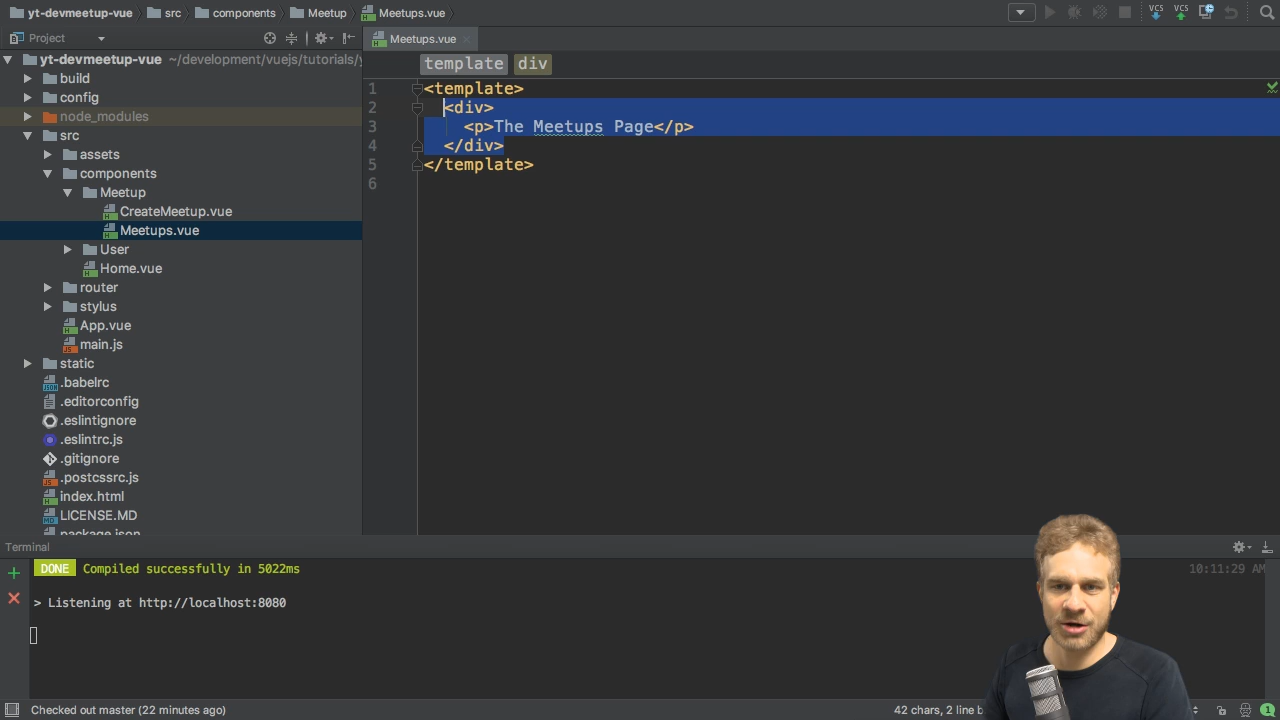 yt-devmeetup-vue src components Meetup Meetups.vue
VCS VCS
Project
Meetups.vue
template div
yt-devmeetup-vue ~/development/vuejs/tutorials/
build
config
node_modules
src
assets
components
Meetup
CreateMeetup.vue
Meetups.vue
User
Home.vue
router
stylus
App.vue
main.js
static
.babelrc
.editorconfig
.eslintignore
.eslintrc.js
.gitignore
.postcssrc.js
index.html
LICENSE.MD
package.json
1 <template>
2 <div>
3 <p>The Meetups Page</p>
4 </div>
5 </template>
6
Terminal
DONE Compiled successfully in 5022ms 10:11:29 AM
> Listening at http://localhost:8080
Checked out master (22 minutes ago) 42 chars, 2 line 1